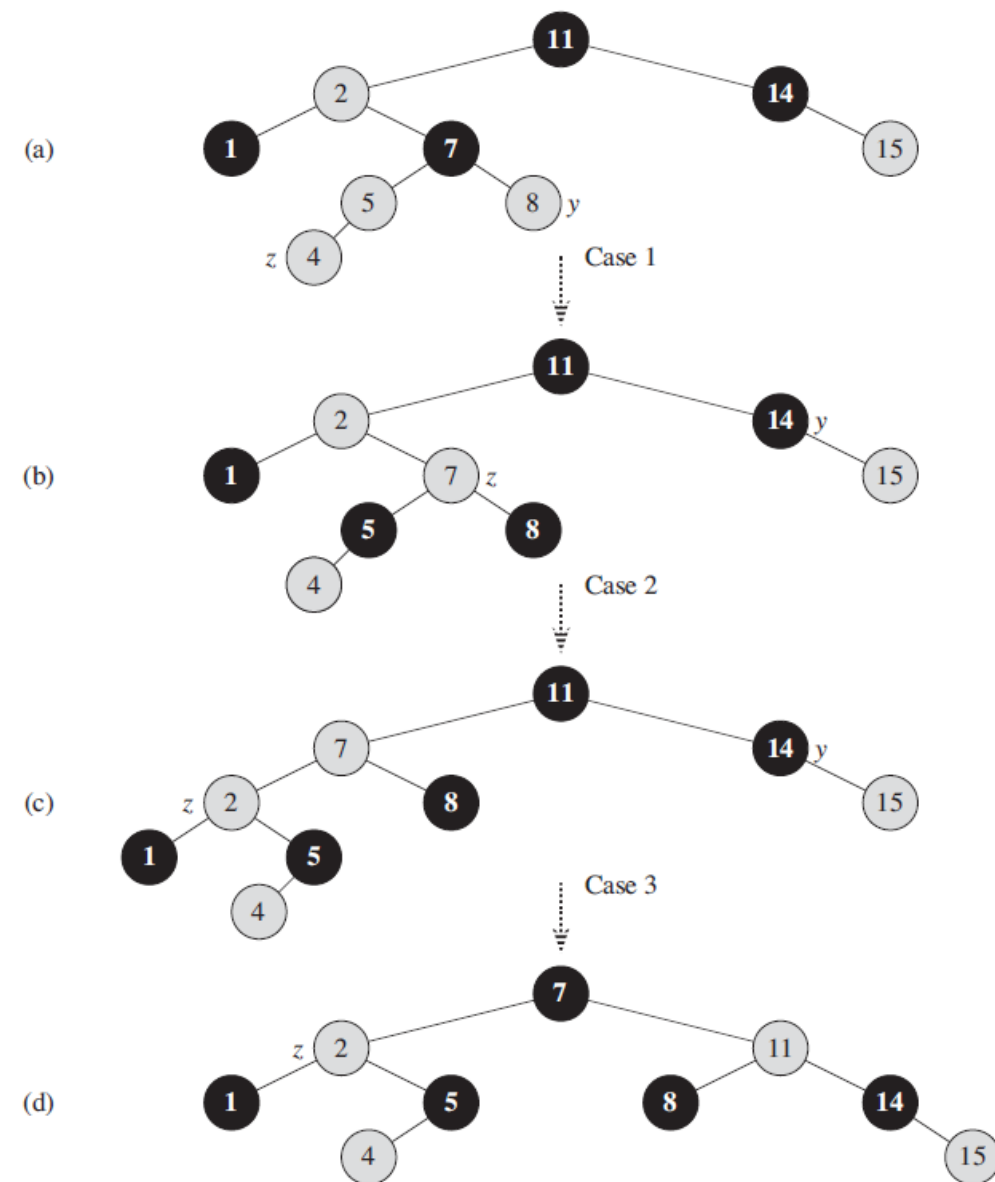 11
2 14
(a) 1 7 15
5 8 y
z 4 Case 1
11
2 14 y
(b) 1 7 z 15
5 8
4 Case 2
11
7 14 y
(c) z 2 8 15
1 5
4 Case 3
7
z 2 11
(d) 1 5 8 14
4 15